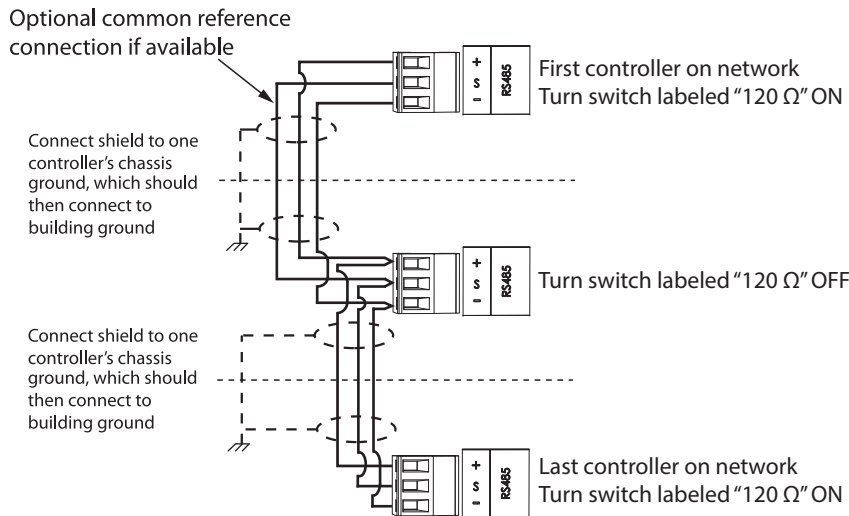 Optional common reference
connection if available
+
S
-
RS485
First controller on network
Turn switch labeled “120 Ω” ON
Connect shield to one
controller’s chassis
ground, which should
then connect to
building ground
+
S
-
RS485
Turn switch labeled “120 Ω” OFF
Connect shield to one
controller’s chassis
ground, which should
then connect to
building ground
+
S
-
RS485
Last controller on network
Turn switch labeled “120 Ω” ON